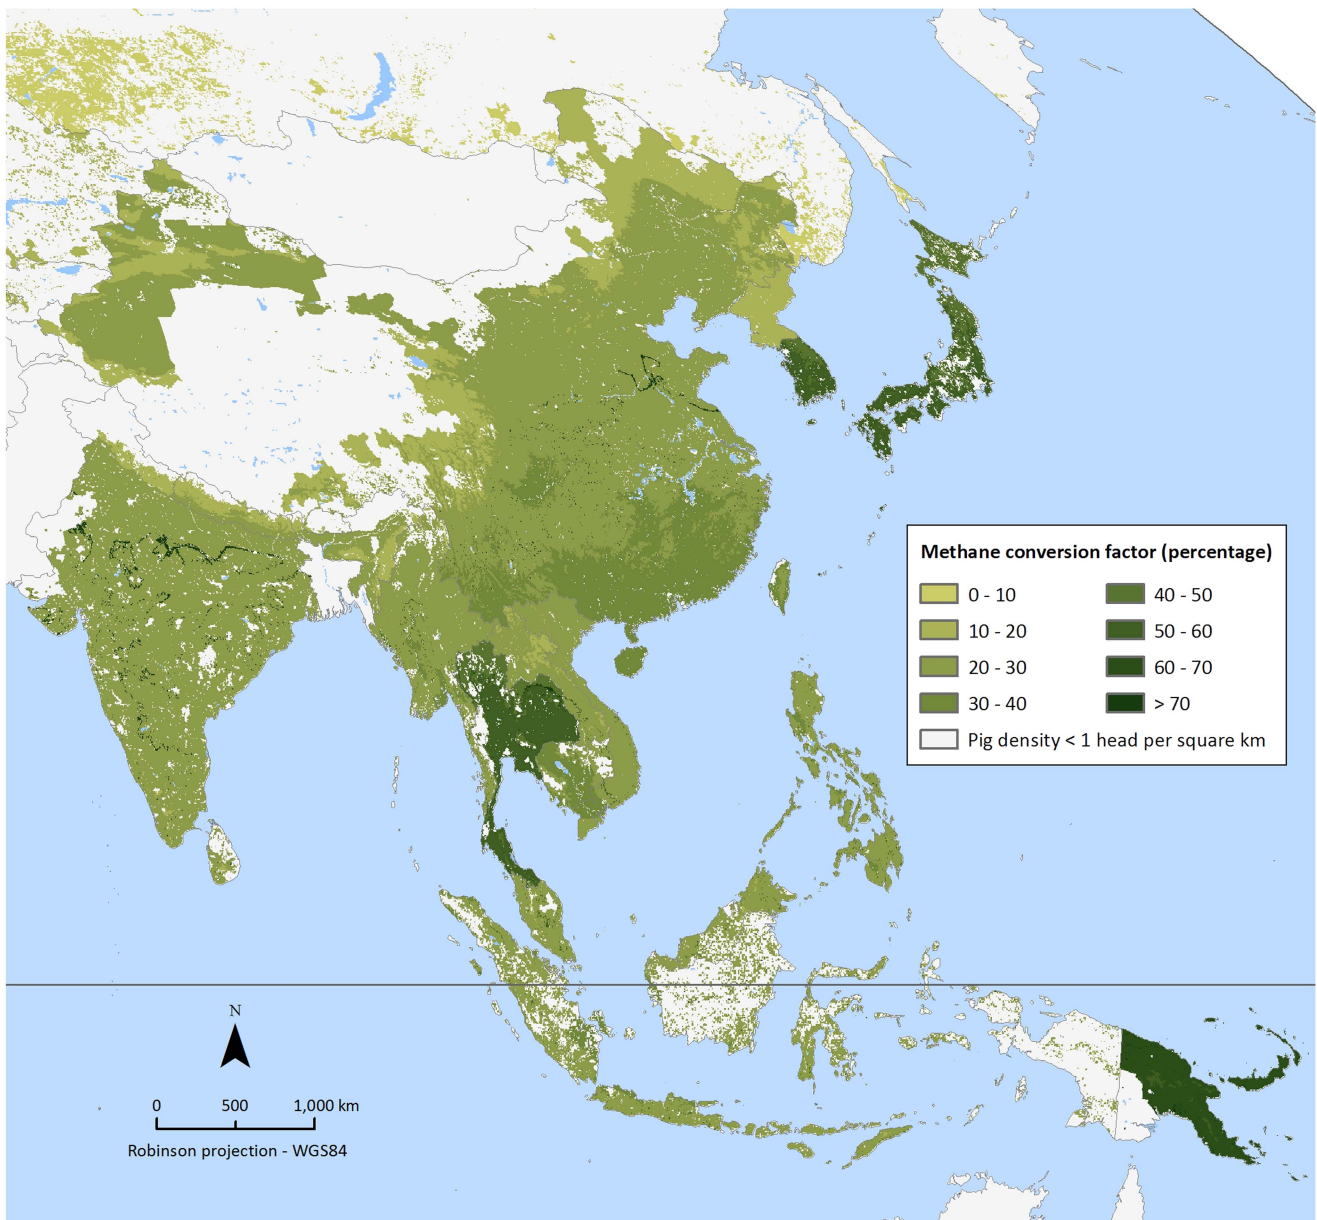 Methane conversion factor (percentage)
0 - 10
40 - 50
10 - 20
50 - 60
20 - 30
60 - 70
30 - 40
> 70
Pig density < 1 head per square km
N
0 500 1,000 km
Robinson projection - WGS84